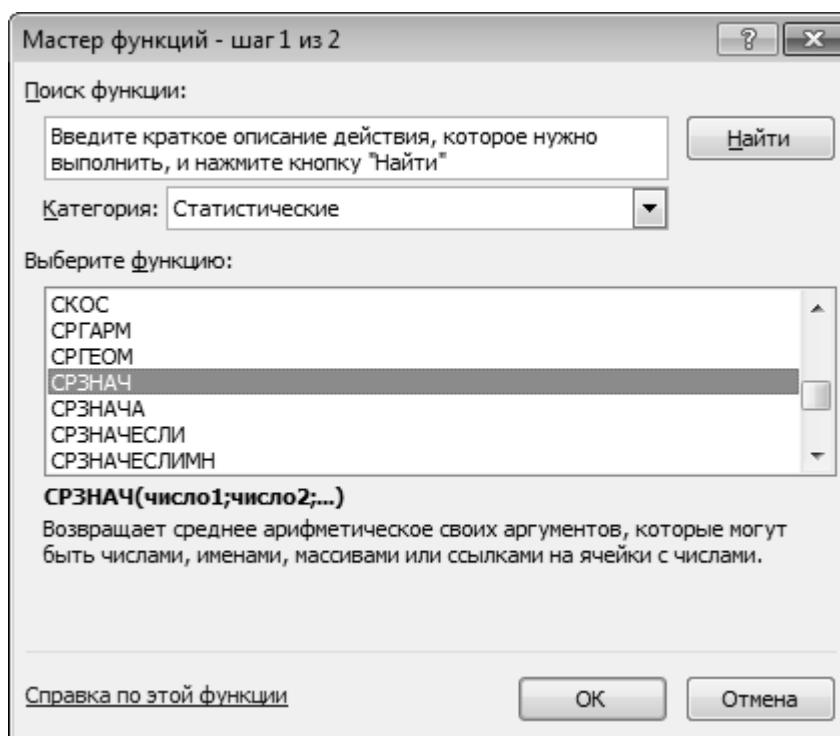 Мастер функций - шаг 1 из 2
Поиск функции:
Введите краткое описание действия, которое нужно
выполнить, и нажмите кнопку "Найти"
Найти
Категория: Статистические
Выберите функцию:
СКОС
СРГАРМ
СРГЕОМ
СРЗНАЧ
СРЗНАЧА
СРЗНАЧЕСЛИ
СРЗНАЧЕСЛИМН
СРЗНАЧ(число1;число2;...)
Возвращает среднее арифметическое своих аргументов, которые могут
быть числами, именами, массивами или ссылками на ячейки с числами.
Справка по этой функции
ОК
Отмена